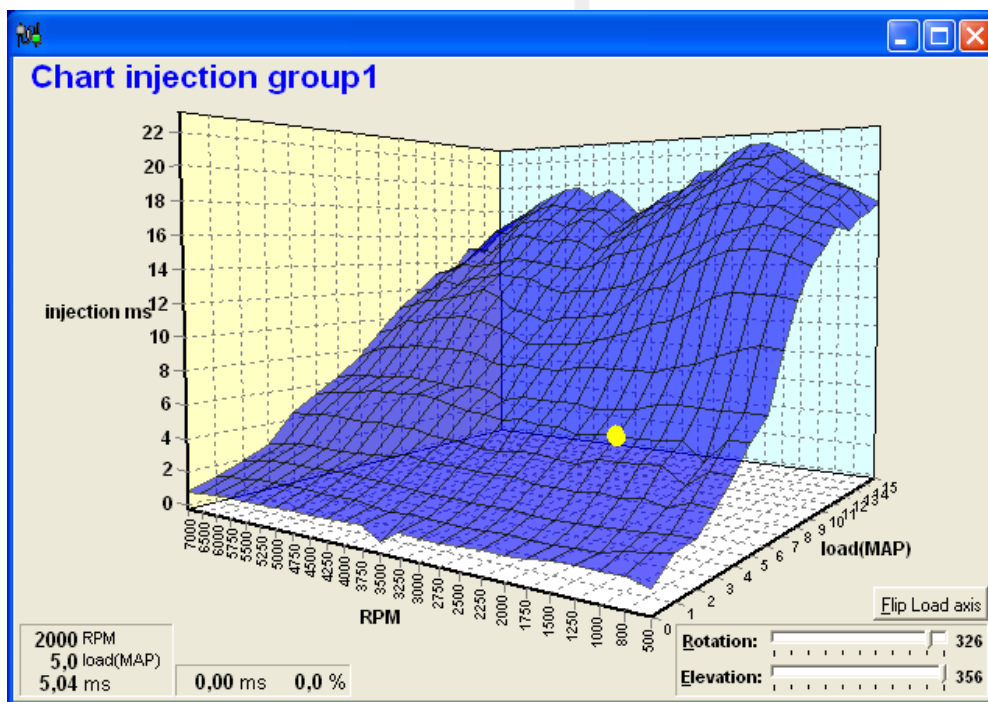 Chart injection group1
22
20
18
16
14
injection ms 12
10
8
6
4
2
0
7000 6500 6000 5750 5500 5250 5000 4750 4500 4250 4000 3750 3500 3250 3000 2750 2500 2250 2000 1750 1500 1250 1000 800 500
RPM
0 1 2 3 4 5 6 7 8 9 10 11 12 13 14 15
load(MAP)
Flip Load axis
2000 RPM
5,0 load(MAP)
5,04 ms
0,00 ms 0,0 %
Rotation: 326
Elevation: 356